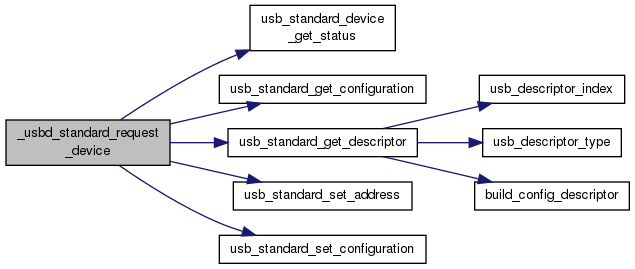 usb_standard_device
_get_status
usb_standard_get_configuration
usb_descriptor_index
_usbd_standard_request
_device
usb_standard_get_descriptor
usb_descriptor_type
usb_standard_set_address
build_config_descriptor
usb_standard_set_configuration